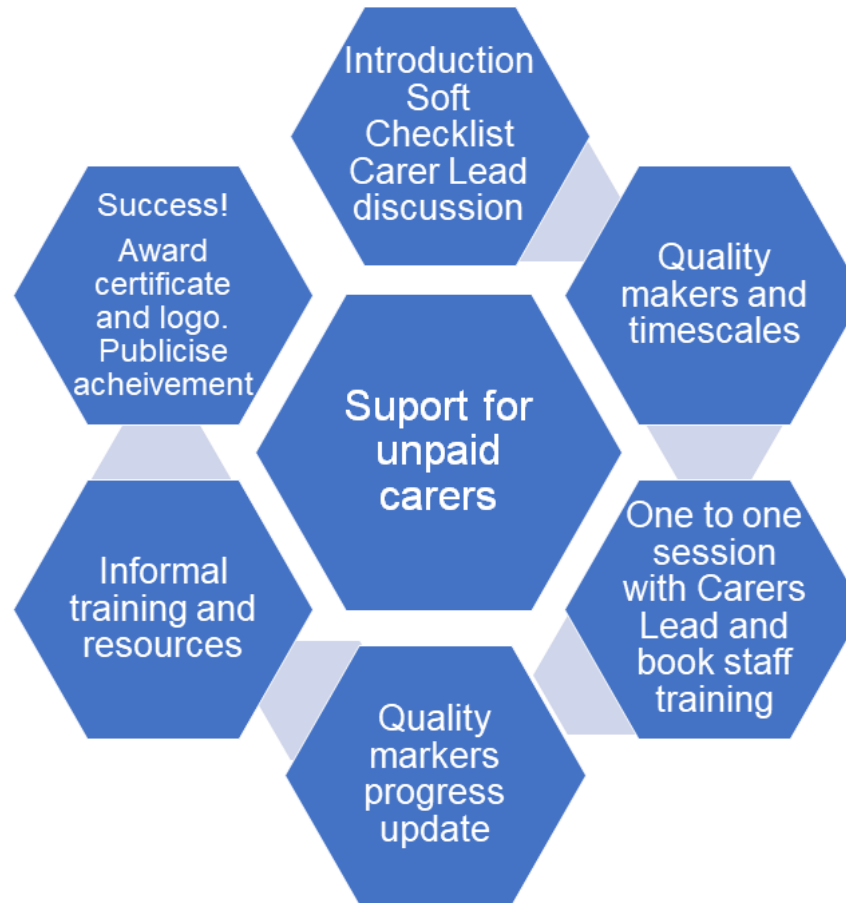 Introduction
Soft
Checklist
Carer Lead
discussion
Quality
makers and
timescales
One to one
session
with Carers
Lead and
book staff
training
Quality
markers
progress
update
Informal
training and
resources
Success!
Award
certificate
and logo.
Publicise
acheivement
Suport for
unpaid
carers